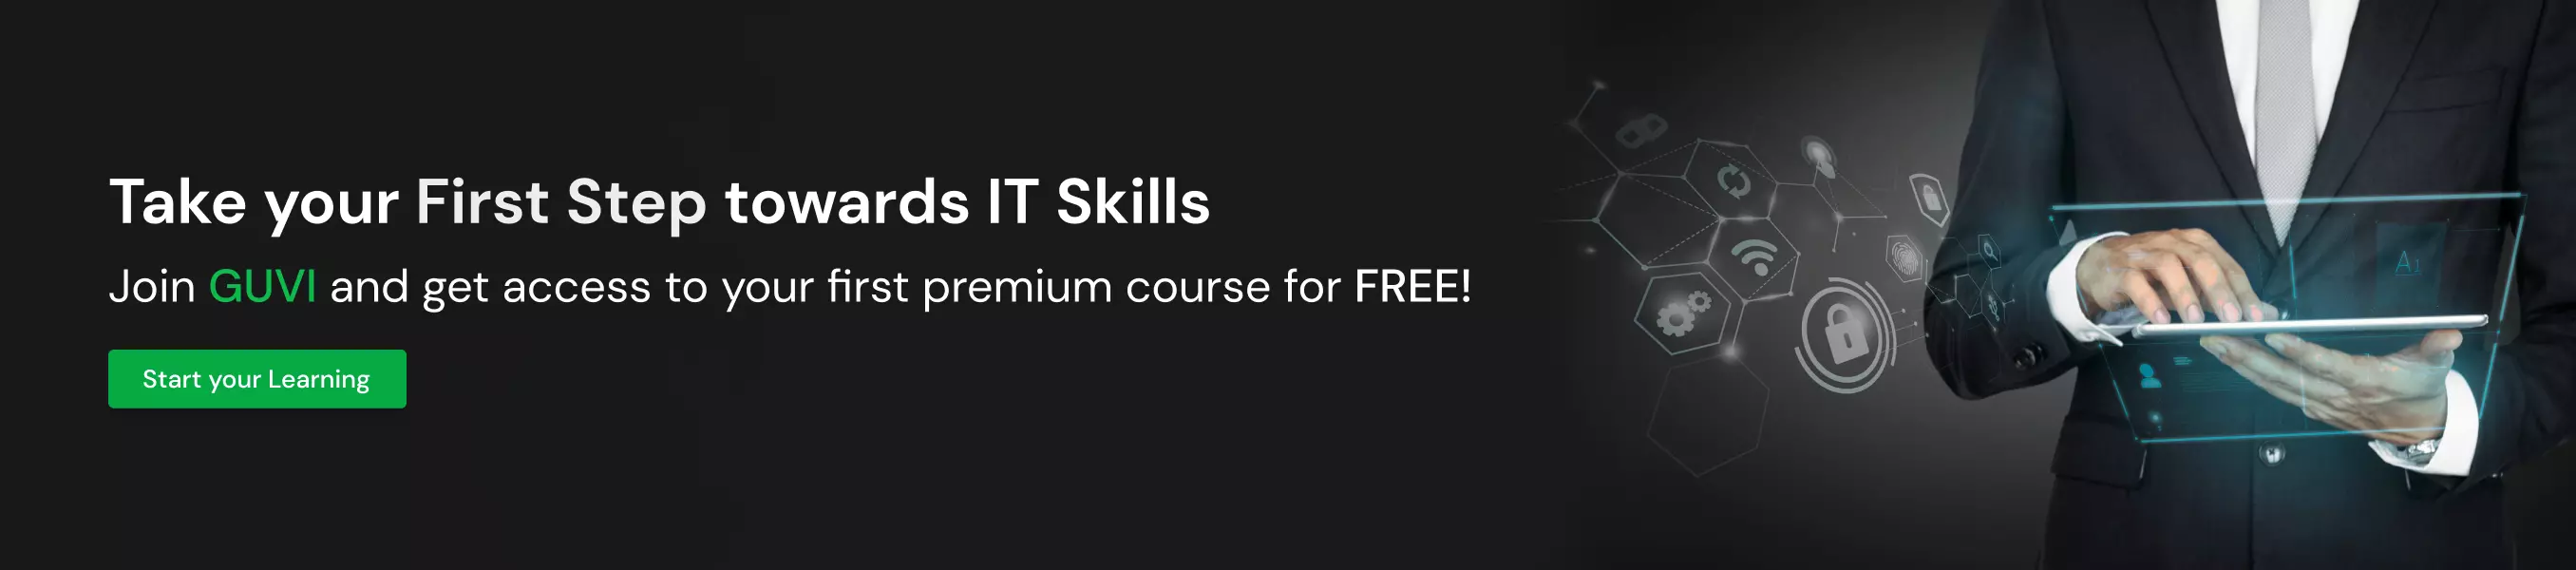 Take your First Step towards IT Skills
Join GUVI and get access to your first premium course for FREE!
Start your Learning